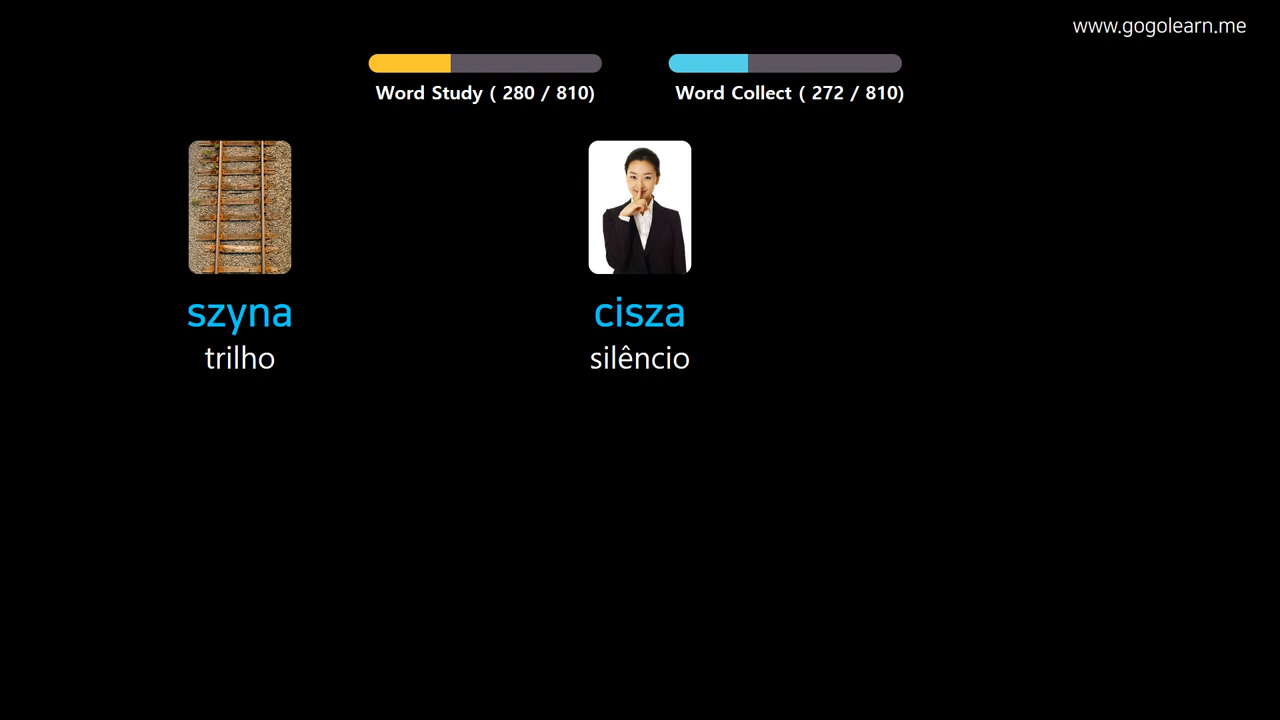 www.gogolearn.me
Word Study ( 280 / 810)
Word Collect ( 272 / 810)
szyna
trilho
cisza
silêncio